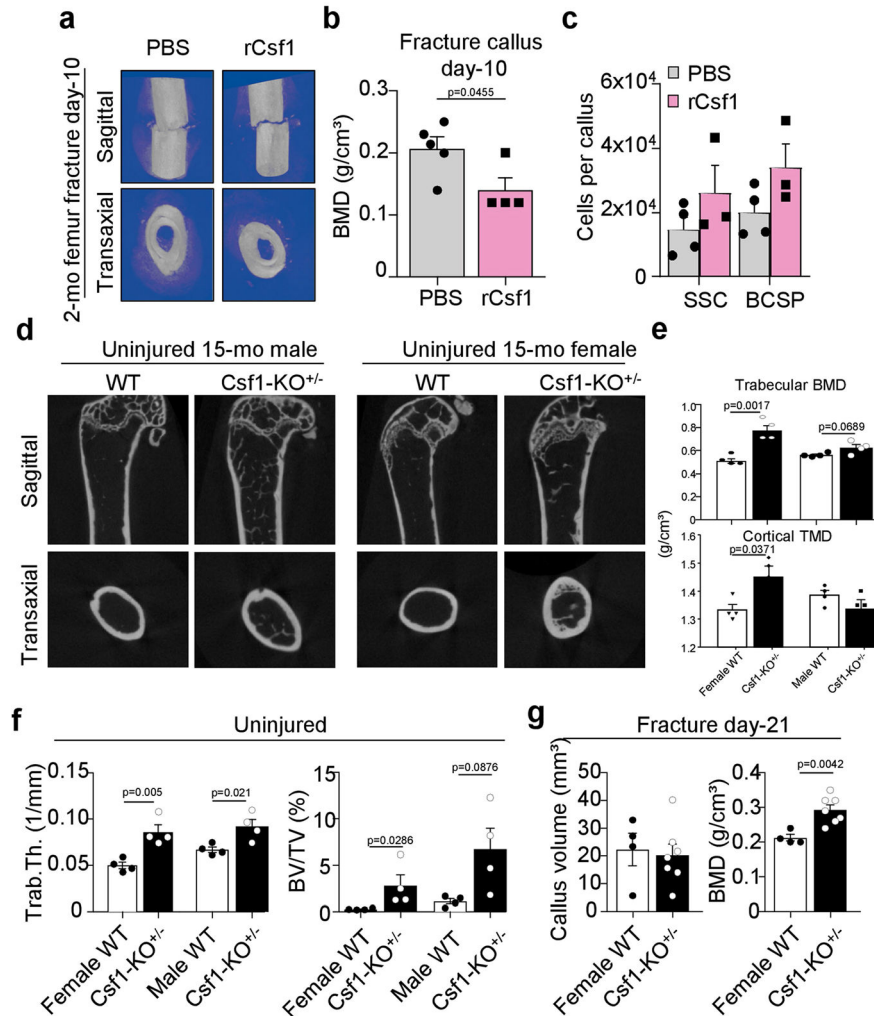 a
PBS
rCsf1
2-mo femur fracture day-10
Sagittal
Transaxial
b
Fracture callus
day-10
p=0.0455
BMD (g/cm³)
0.3
0.2
0.1
0
PBS
rCsf1
c
PBS
rCsf1
Cells per callus
6x10⁴
4x10⁴
2x10⁴
0
SSC
BCSP
d
Uninjured 15-mo male
Uninjured 15-mo female
WT
Csf1-KO⁺/⁻
WT
Csf1-KO⁺/⁻
Sagittal
Transaxial
e
Trabecular BMD
p=0.0017
p=0.0689
1.0
0.8
0.6
0.4
0.2
0
(g/cm³)
Cortical TMD
p=0.0371
1.6
1.5
1.4
1.3
1.2
Female WT
Csf1-KO⁺/⁻
Male WT
Csf1-KO⁺/⁻
f
Uninjured
Trab.Th. (1/mm)
0.15
0.10
0.05
0
p=0.005
p=0.021
Female WT
Csf1-KO⁺/⁻
Male WT
Csf1-KO⁺/⁻
BV/TV (%)
15
10
5
0
p=0.0286
p=0.0876
Female WT
Csf1-KO⁺/⁻
Male WT
Csf1-KO⁺/⁻
g
Fracture day-21
Callus volume (mm³)
50
40
30
20
10
0
Female WT
Csf1-KO⁺/⁻
BMD (g/cm³)
0.4
0.3
0.2
0.1
0
p=0.0042
Female WT
Csf1-KO⁺/⁻